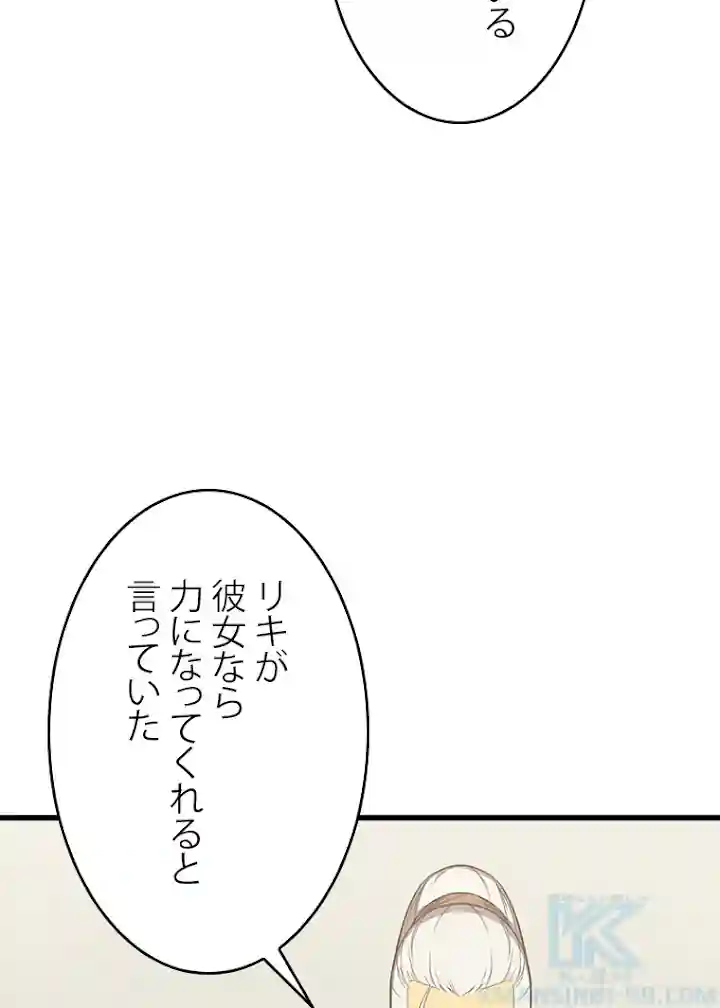 る
リキが
彼女なら
力になってくれると
言っていた